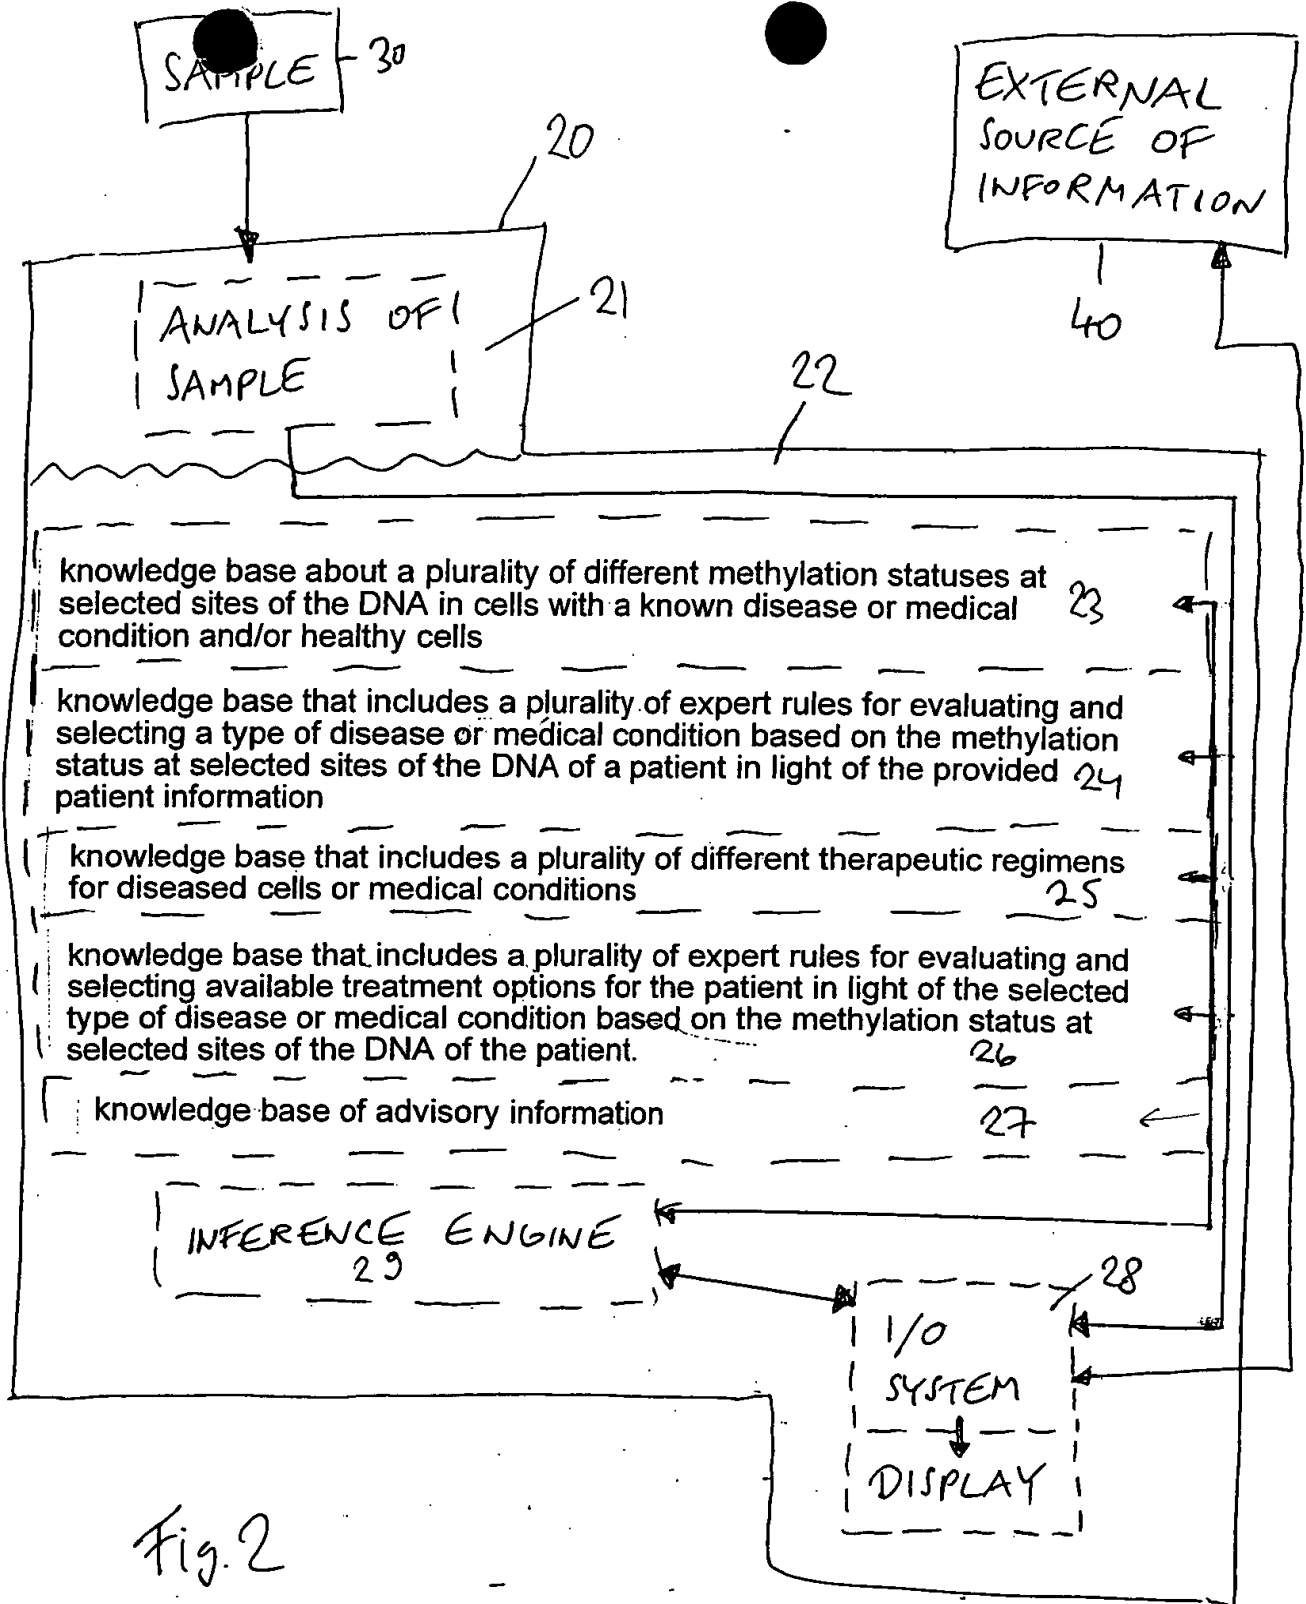 SAMPLE 30
EXTERNAL
SOURCE OF
INFORMATION
40
20
ANALYSIS OF
SAMPLE
21
22
knowledge base about a plurality of different methylation statuses at
selected sites of the DNA in cells with a known disease or medical 23
condition and/or healthy cells
knowledge base that includes a plurality of expert rules for evaluating and
selecting a type of disease or medical condition based on the methylation
status at selected sites of the DNA of a patient in light of the provided 24
patient information
knowledge base that includes a plurality of different therapeutic regimens
for diseased cells or medical conditions 25
knowledge base that includes a plurality of expert rules for evaluating and
selecting available treatment options for the patient in light of the selected
type of disease or medical condition based on the methylation status at
selected sites of the DNA of the patient. 26
knowledge base of advisory information 27
INFERENCE ENGINE
29
28
I/O
SYSTEM
DISPLAY
Fig. 2